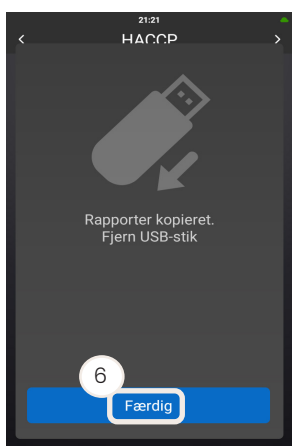 21:21
< HACCP >
Rapporter kopieret.
Fjern USB-stik
6
Færdig